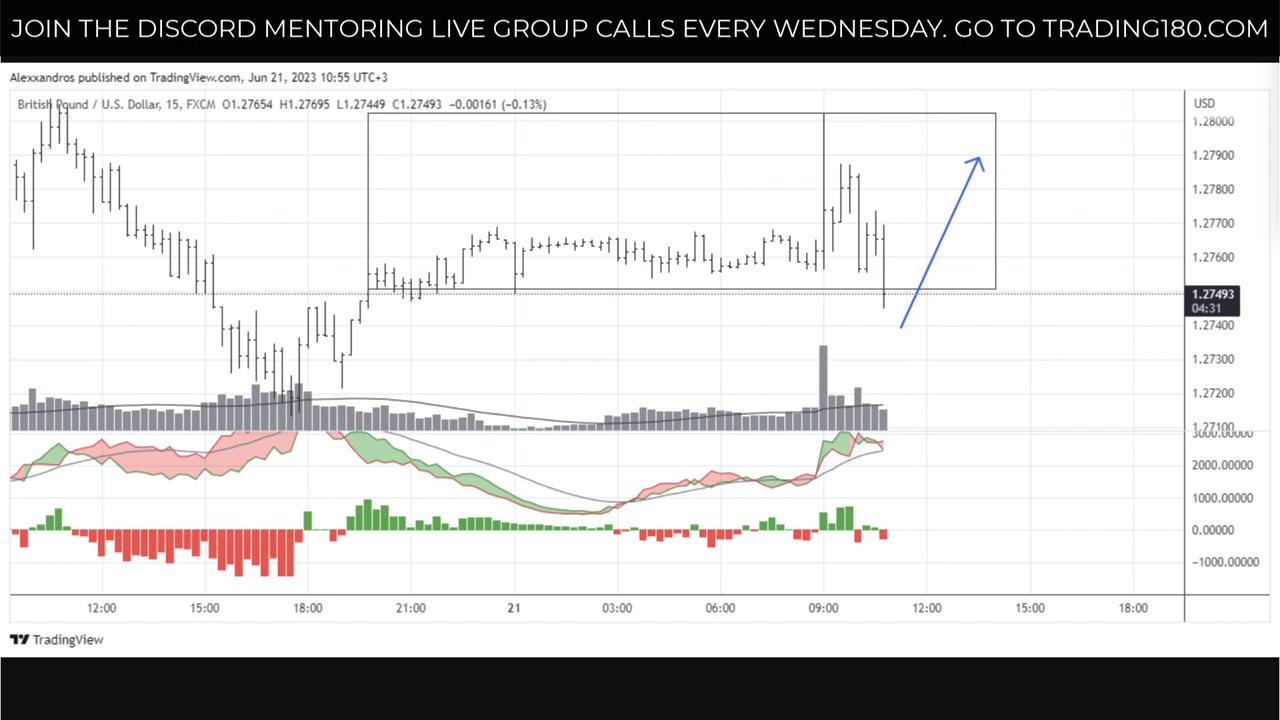 JOIN THE DISCORD MENTORING LIVE GROUP CALLS EVERY WEDNESDAY. GO TO TRADING180.COM
Alexxandros published on TradingView.com, Jun 21, 2023 10:55 UTC+3
British Pound / U.S. Dollar, 15, FXCM O1.27654 H1.27695 L1.27449 C1.27493 −0.00161 (−0.13%)
USD
1.28000
1.27900
1.27800
1.27700
1.27600
1.27493
04:31
1.27400
1.27300
1.27200
1.27100
3000.00000
2000.00000
1000.00000
0.00000
−1000.00000
12:00 15:00 18:00 21:00 21 03:00 06:00 09:00 12:00 15:00 18:00
TradingView